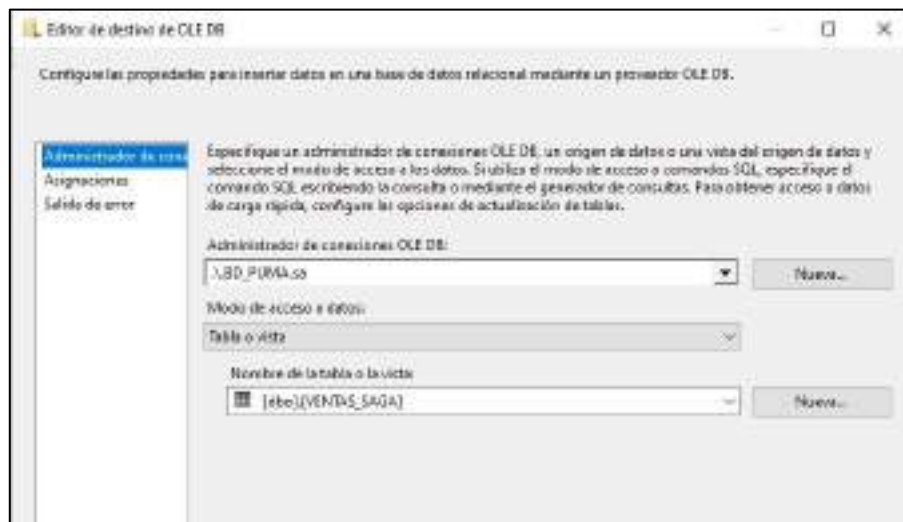 Editor de destino de OLE DB
Configure las propiedades para insertar datos en una base de datos relacional mediante un proveedor OLE DB.
Administrador de con
Especifique un administrador de conexiones OLE DB, un origen de datos o una vista del origen de datos y
Asignaciones
seleccione el modo de acceso a los datos. Si utiliza el modo de acceso a comandos SQL, especifique el
Salida de error
comando SQL escribiendo la consulta o mediante el generador de consultas. Para obtener acceso a datos
de carga rápida, configure las opciones de actualización de tablas.
Administrador de conexiones OLE DB:
.\.BD_PUMA.sa
Nueva...
Modo de acceso a datos:
Tabla o vista
Nombre de la tabla o la vista:
[dbo].[VENTAS_SAGA]
Nueva...